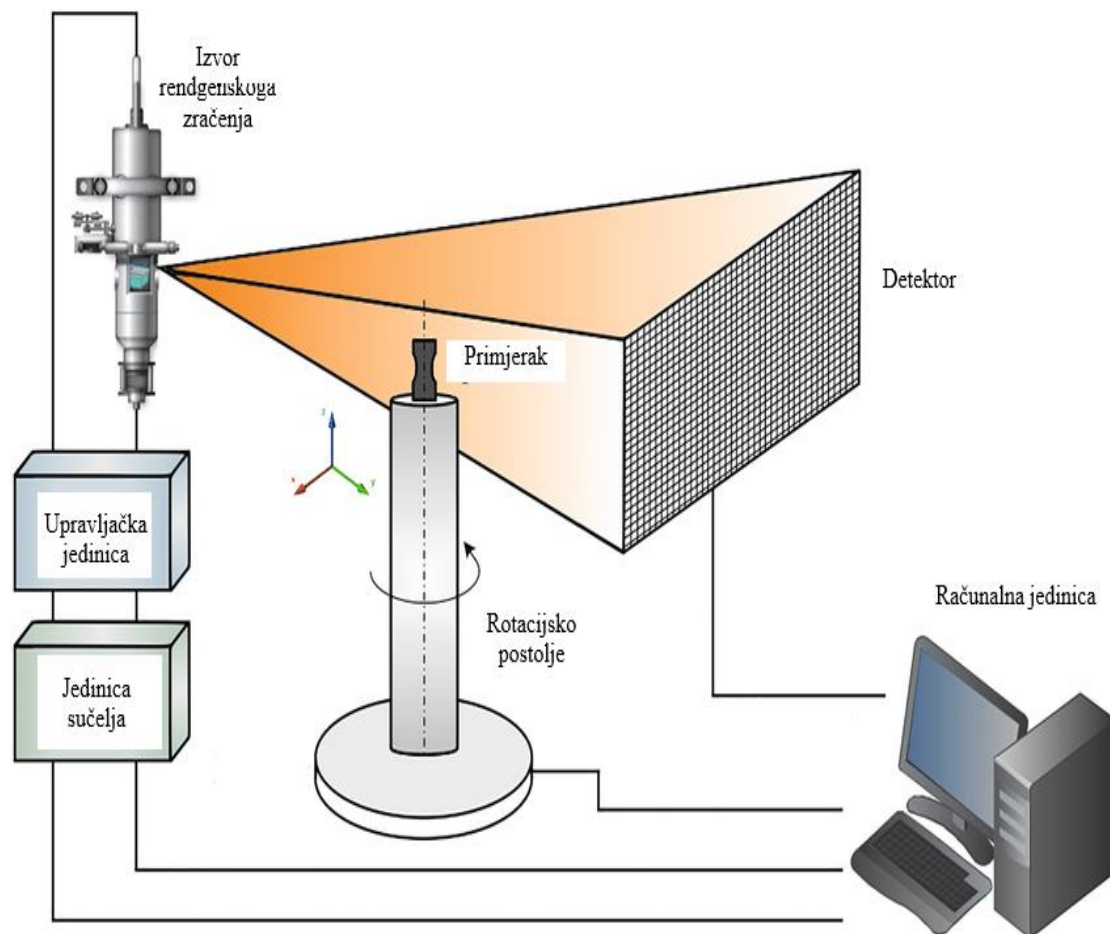 Izvor
rendgenskoga
zračenja
Detektor
Primjerak
z
x
y
Upravljačka
jedinica
Računalna jedinica
Rotacijsko
postolje
Jedinica
sučelja